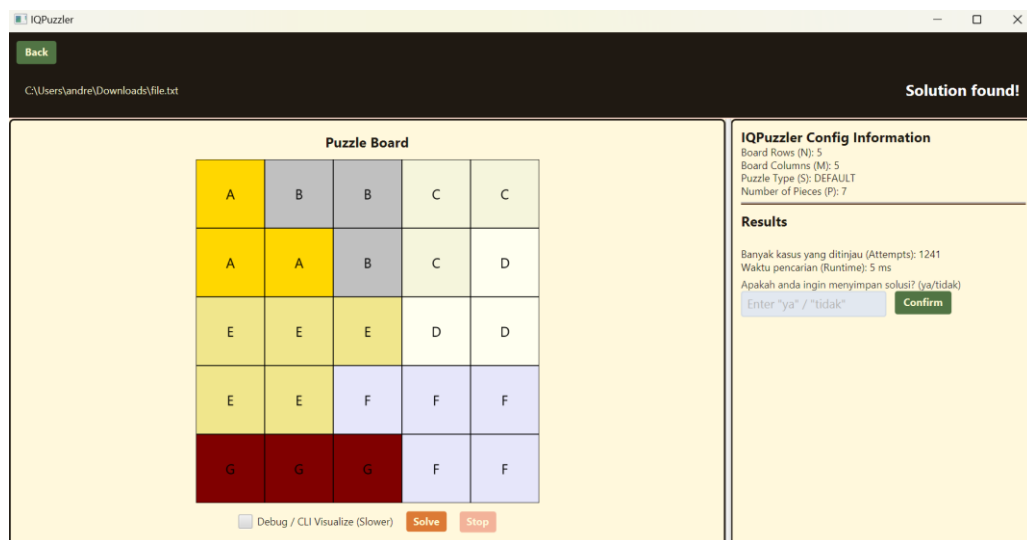 IQPuzzler
Back
C:\Users\andre\Downloads\file.txt
Solution found!
Puzzle Board
A B B C C
A A B C D
E E E D D
E E F F F
G G G F F
Debug / CLI Visualize (Slower) Solve Stop
IQPuzzler Config Information
Board Rows (N): 5
Board Columns (M): 5
Puzzle Type (S): DEFAULT
Number of Pieces (P): 7
Results
Banyak kasus yang ditinjau (Attempts): 1241
Waktu pencarian (Runtime): 5 ms
Apakah anda ingin menyimpan solusi? (ya/tidak)
Enter "ya" / "tidak" Confirm